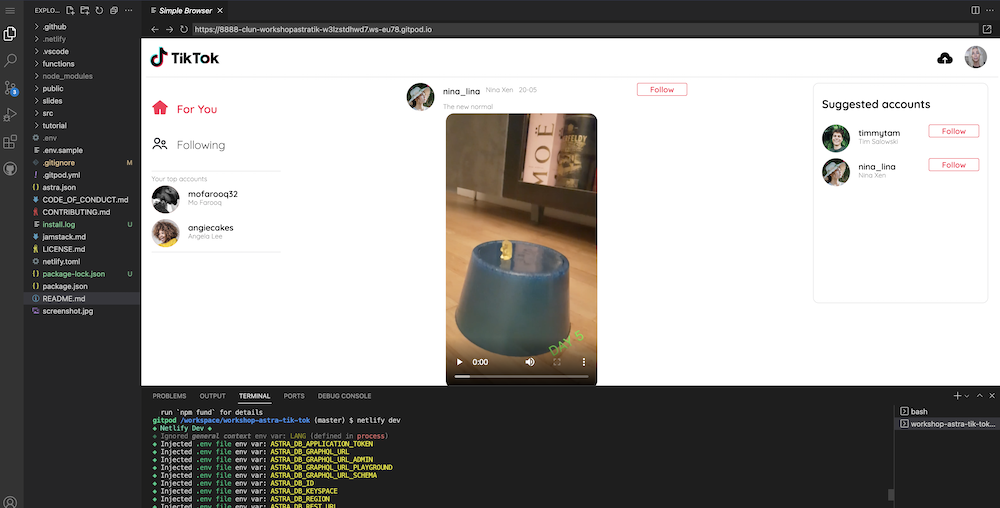 EXPLO...
Simple Browser
https://8888-clun-workshopastratik-w3lzstdhwd7.ws-eu78.gitpod.io
.github
.netlify
.vscode
functions
node_modules
public
slides
src
tutorial
.env
.env.sample
.gitignore M
.gitpod.yml
astra.json
CODE_OF_CONDUCT.md
CONTRIBUTING.md
install.log U
jamstack.md
LICENSE.md
netlify.toml
package-lock.json U
package.json
README.md
screenshot.jpg
3
TikTok
For You
Following
Your top accounts
mofarooq32
Mo Farooq
angiecakes
Angela Lee
nina_lina Nina Xen 20-05
Follow
The new normal
MOË
DAY 5
0:00
Suggested accounts
timmytam
Tim Salowski
Follow
nina_lina
Nina Xen
Follow
PROBLEMS OUTPUT TERMINAL PORTS DEBUG CONSOLE
run `npm fund` for details
gitpod /workspace/workshop-astra-tik-tok (master) $ netlify dev
◈ Netlify Dev ◈
◈ Ignored general context env var: LANG (defined in process)
◈ Injected .env file env var: ASTRA_DB_APPLICATION_TOKEN
◈ Injected .env file env var: ASTRA_DB_GRAPHQL_URL
◈ Injected .env file env var: ASTRA_DB_GRAPHQL_URL_ADMIN
◈ Injected .env file env var: ASTRA_DB_GRAPHQL_URL_PLAYGROUND
◈ Injected .env file env var: ASTRA_DB_GRAPHQL_URL_SCHEMA
◈ Injected .env file env var: ASTRA_DB_ID
◈ Injected .env file env var: ASTRA_DB_KEYSPACE
◈ Injected .env file env var: ASTRA_DB_REGION
◈ Injected .env file env var: ASTRA_DB_REST_URL
bash
workshop-astra-tik-tok...